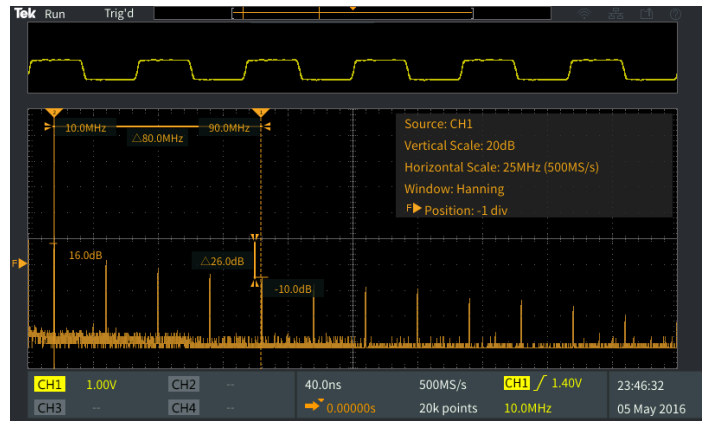 Tek Run Trig'd
10.0MHz 90.0MHz
△80.0MHz
Source: CH1
Vertical Scale: 20dB
Horizontal Scale: 25MHz (500MS/s)
Window: Hanning
F Position: -1 div
16.0dB
△26.0dB
F
-10.0dB
CH1 1.00V CH2 -- 40.0ns 500MS/s CH1 1.40V 23:46:32
CH3 -- CH4 -- 0.00000s 20k points 10.0MHz 05 May 2016